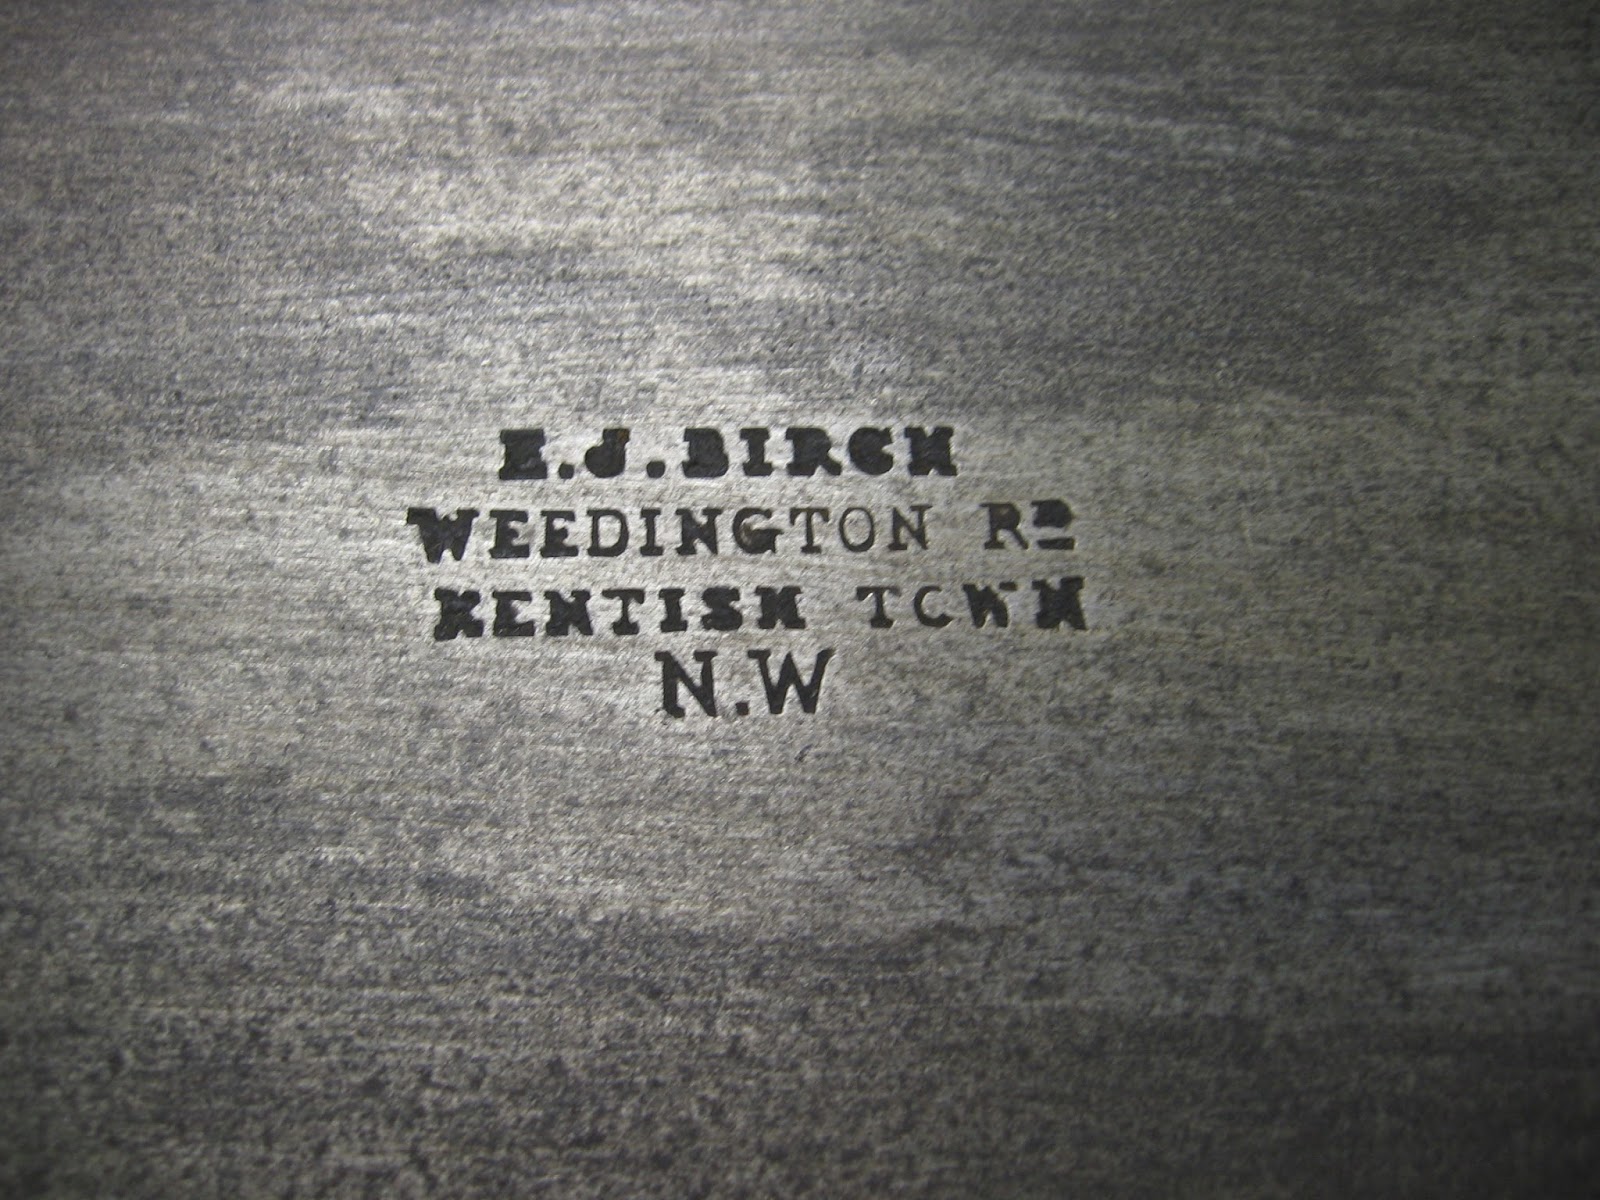 E.J.BIRCH
WEEDINGTON RD
KENTISH TOWN
N.W